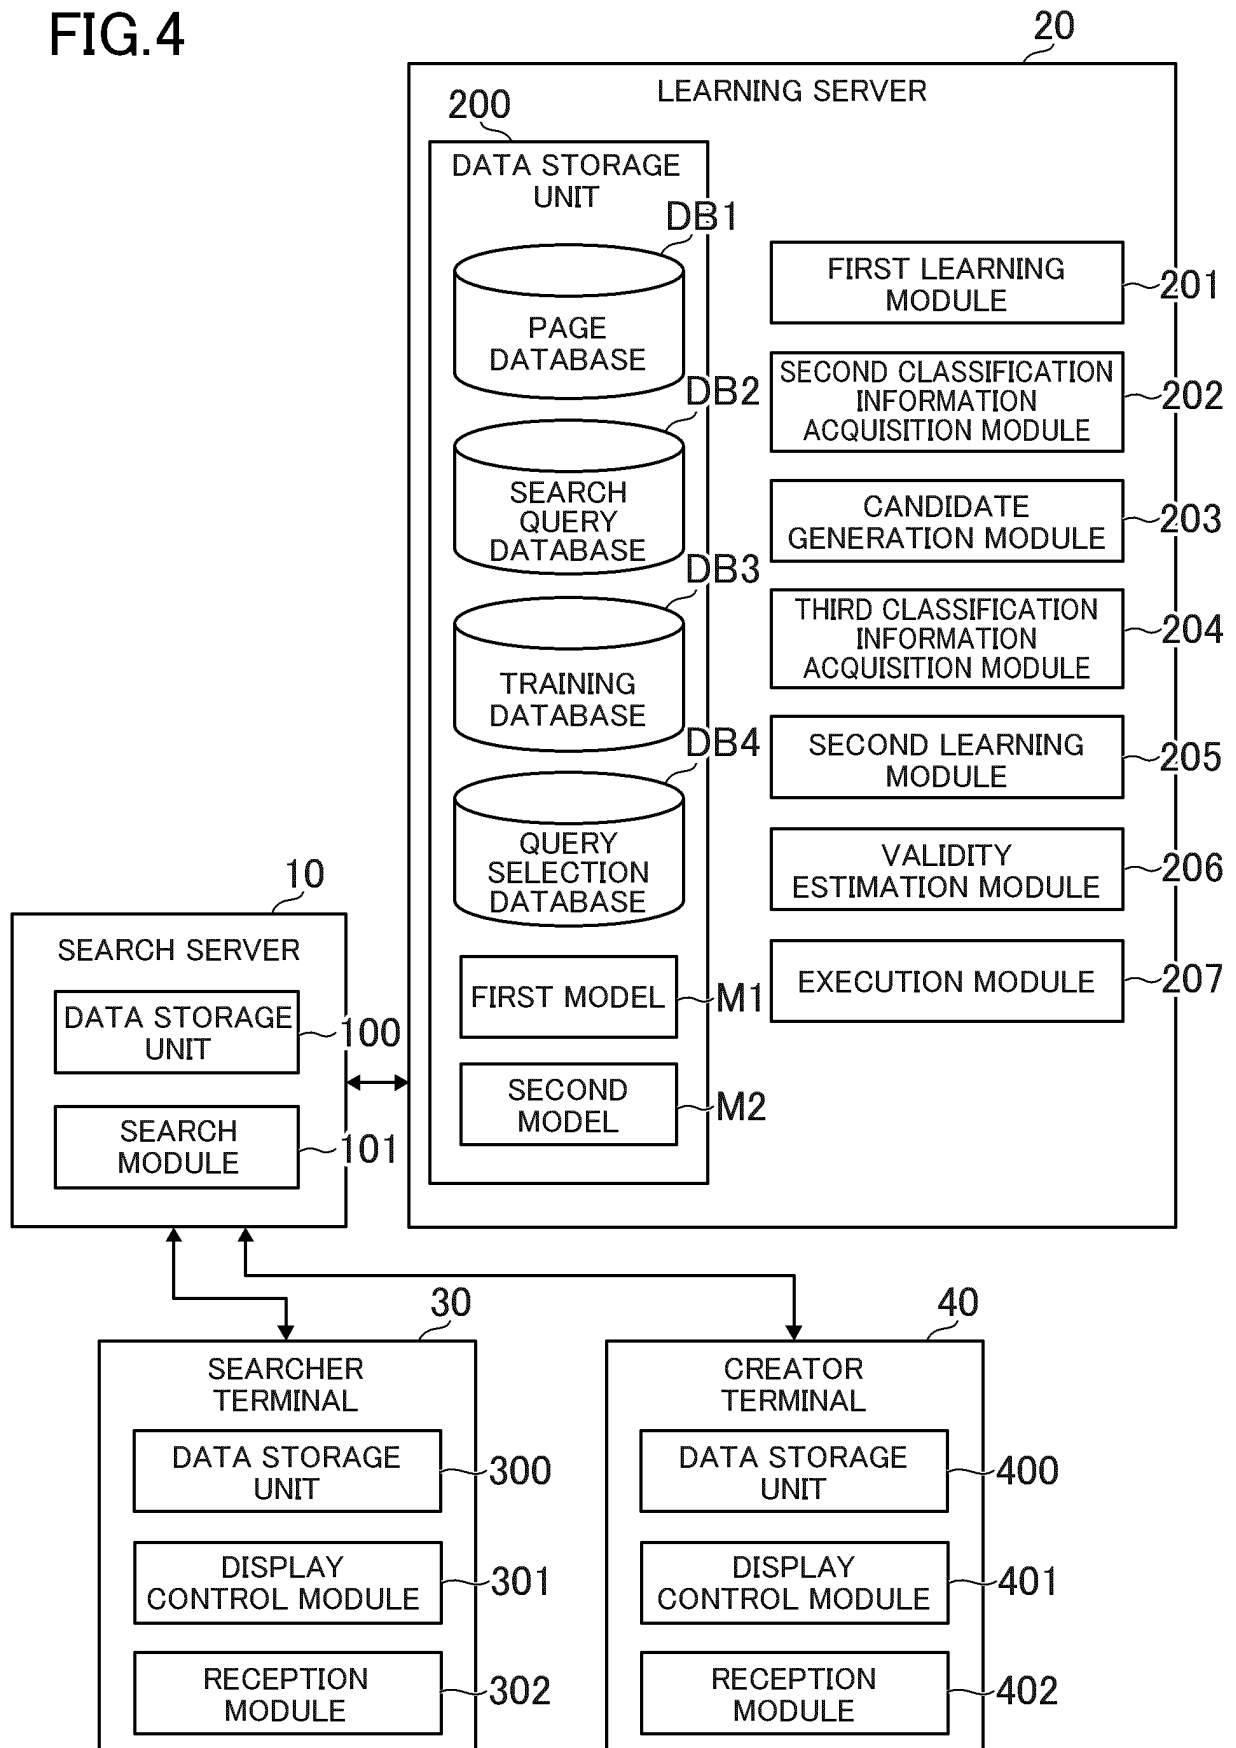 FIG.4
20
LEARNING SERVER
200
DATA STORAGE
UNIT
DB1
PAGE
DATABASE
DB2
SEARCH
QUERY
DATABASE
DB3
TRAINING
DATABASE
DB4
QUERY
SELECTION
DATABASE
FIRST MODEL
M1
SECOND
MODEL
M2
FIRST LEARNING
MODULE
201
SECOND CLASSIFICATION
INFORMATION
ACQUISITION MODULE
202
CANDIDATE
GENERATION MODULE
203
THIRD CLASSIFICATION
INFORMATION
ACQUISITION MODULE
204
SECOND LEARNING
MODULE
205
VALIDITY
ESTIMATION MODULE
206
EXECUTION MODULE
207
10
SEARCH SERVER
DATA STORAGE
UNIT
100
SEARCH
MODULE
101
30
SEARCHER
TERMINAL
DATA STORAGE
UNIT
300
DISPLAY
CONTROL MODULE
301
RECEPTION
MODULE
302
40
CREATOR
TERMINAL
DATA STORAGE
UNIT
400
DISPLAY
CONTROL MODULE
401
RECEPTION
MODULE
402